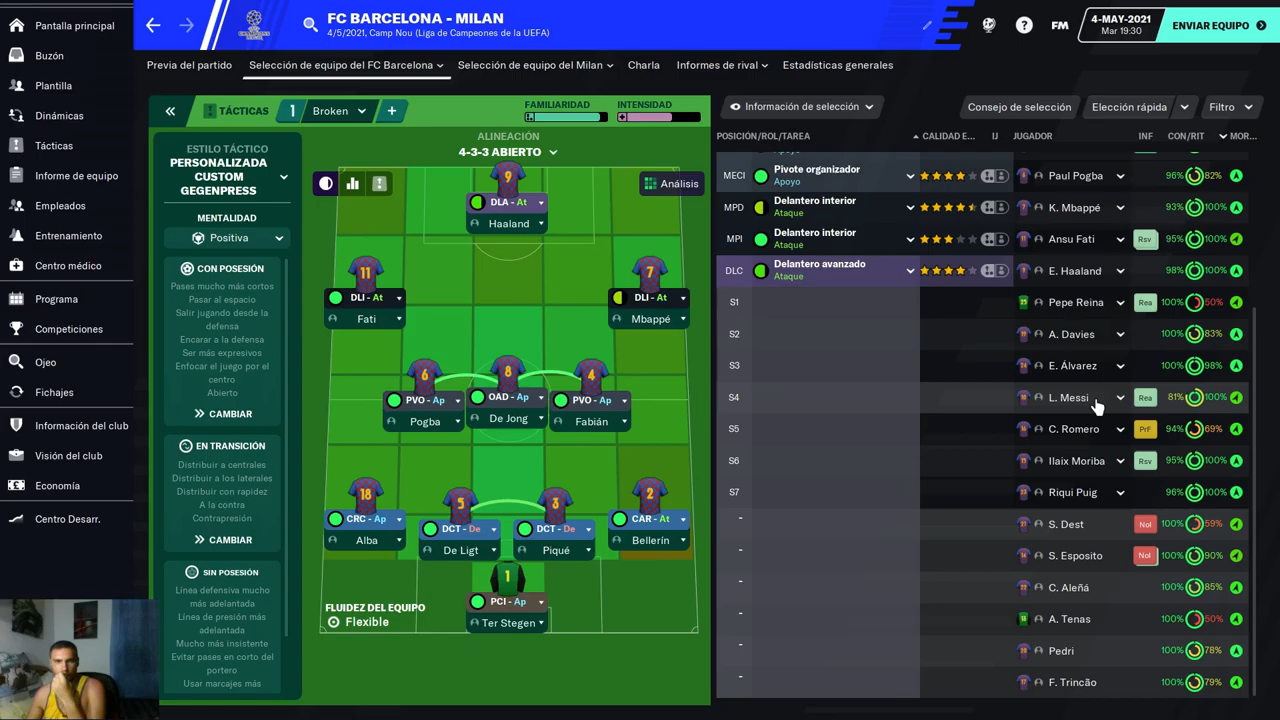 Pantalla principal
Buzón
Plantilla
Dinámicas
Tácticas
Informe de equipo
Empleados
Entrenamiento
Centro médico
Programa
Competiciones
Ojeo
Fichajes
Información del club
Visión del club
Economía
Centro Desarr.
FC BARCELONA - MILAN
4/5/2021, Camp Nou (Liga de Campeones de la UEFA)
FM
4-MAY-2021
Mar 19:30
ENVIAR EQUIPO
Previa del partido
Selección de equipo del FC Barcelona
Selección de equipo del Milan
Charla
Informes de rival
Estadísticas generales
TÁCTICAS
1
Broken
FAMILIARIDAD
INTENSIDAD
ESTILO TÁCTICO
PERSONALIZADA
CUSTOM
GEGENPRESS
MENTALIDAD
Positiva
CON POSESIÓN
Pases mucho más cortos
Pasar al espacio
Salir jugando desde la
defensa
Encarar a la defensa
Ser más expresivos
Enfocar el juego por el
centro
Abierto
CAMBIAR
EN TRANSICIÓN
Distribuir a centrales
Distribuir a los laterales
Distribuir con rapidez
A la contra
Contrapresión
CAMBIAR
SIN POSESIÓN
Línea defensiva mucho
más adelantada
Línea de presión más
adelantada
Mucho más insistente
Evitar pases en corto del
portero
Usar marcajes más
ALINEACIÓN
4-3-3 ABIERTO
Análisis
9
DLA - At
Haaland
11
DLI - At
Fati
7
DLI - At
Mbappé
6
PVO - Ap
Pogba
8
OAD - Ap
De Jong
4
PVO - Ap
Fabián
18
CRC - Ap
Alba
5
DCT - De
De Ligt
3
DCT - De
Piqué
2
CAR - At
Bellerín
1
PCI - Ap
Ter Stegen
FLUIDEZ DEL EQUIPO
Flexible
Información de selección
Consejo de selección
Elección rápida
Filtro
POSICIÓN/ROL/TAREA CALIDAD E... IJ JUGADOR INF CON/RIT MOR...
MECI Pivote organizador Paul Pogba 96% 82%
Apoyo
MPD Delantero interior K. Mbappé 93% 100%
Ataque
MPI Delantero interior Ansu Fati Rsv 95% 100%
Ataque
DLC Delantero avanzado E. Haaland 98% 100%
Ataque
S1 Pepe Reina Rea 100% 50%
S2 A. Davies 100% 83%
S3 E. Álvarez 100% 98%
S4 L. Messi Rea 81% 100%
S5 C. Romero PrF 94% 69%
S6 Ilaix Moriba Rsv 95% 100%
S7 Riqui Puig 96% 100%
- S. Dest NoI 100% 59%
- S. Esposito NoI 100% 90%
- C. Aleñá 100% 85%
- A. Tenas 100% 50%
- Pedri 100% 78%
- F. Trincão 100% 79%